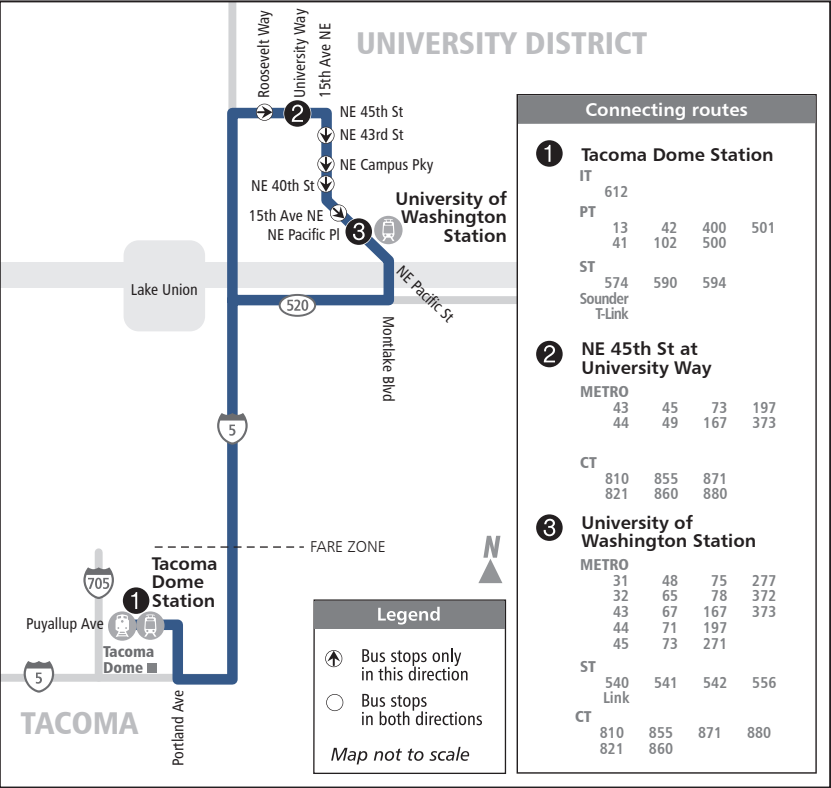 UNIVERSITY DISTRICT
Roosevelt Way
University Way
15th Ave NE
2
NE 45th St
NE 43rd St
NE Campus Pky
NE 40th St
15th Ave NE
NE Pacific Pl
3
University of
Washington
Station
NE Pacific St
Lake Union
520
Montlake Blvd
5
FARE ZONE
N
705
1
Tacoma
Dome
Station
Puyallup Ave
Tacoma
Dome
5
Portland Ave
TACOMA
Legend
Bus stops only
in this direction
Bus stops
in both directions
Map not to scale
Connecting routes
1 Tacoma Dome Station
IT
612
PT
13 42 400 501
41 102 500
ST
574 590 594
Sounder
T-Link
2 NE 45th St at
University Way
METRO
43 45 73 197
44 49 167 373
CT
810 855 871
821 860 880
3 University of
Washington Station
METRO
31 48 75 277
32 65 78 372
43 67 167 373
44 71 197
45 73 271
ST
540 541 542 556
Link
CT
810 855 871 880
821 860